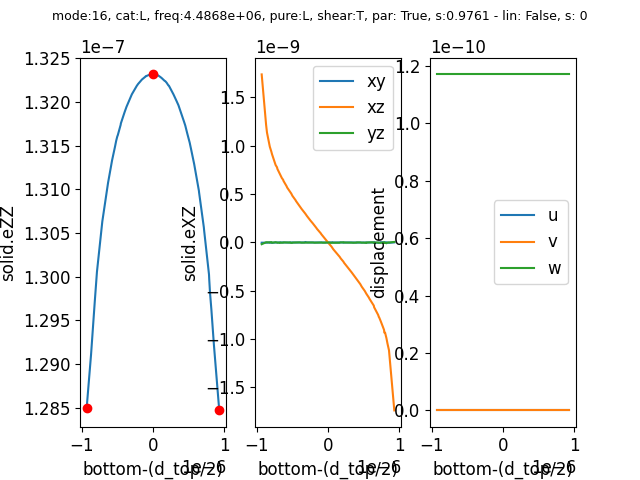 mode:16, cat:L, freq:4.4868e+06, pure:L, shear:T, par: True, s:0.9761 - lin: False, s: 0
1e−7
1.325
1.320
1.315
1.310
1.305
1.300
1.295
1.290
1.285
solid.eZZ
−1
0
1
1e−6
bottom-(d_top/2)
1e−9
1.5
1.0
0.5
0.0
−0.5
−1.0
−1.5
solid.eXZ
xy
xz
yz
−1
0
1
1e−6
bottom-(d_top/2)
1e−10
1.2
1.0
0.8
0.6
0.4
0.2
0.0
displacement
u
v
w
−1
0
1
1e−6
bottom-(d_top/2)